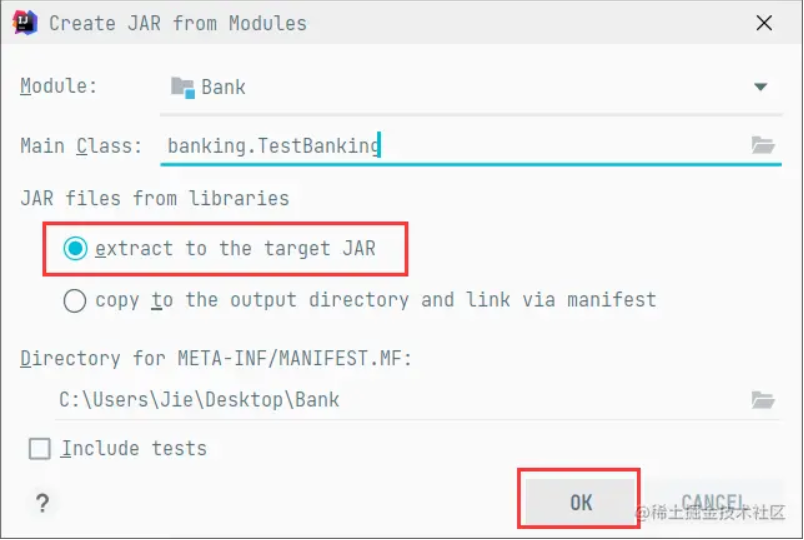 Create JAR from Modules
Module: Bank
Main Class: banking.TestBanking
JAR files from libraries
extract to the target JAR
copy to the output directory and link via manifest
Directory for META-INF/MANIFEST.MF:
C:\Users\Jie\Desktop\Bank
Include tests
? OK CANCEL
@稀土掘金技术社区